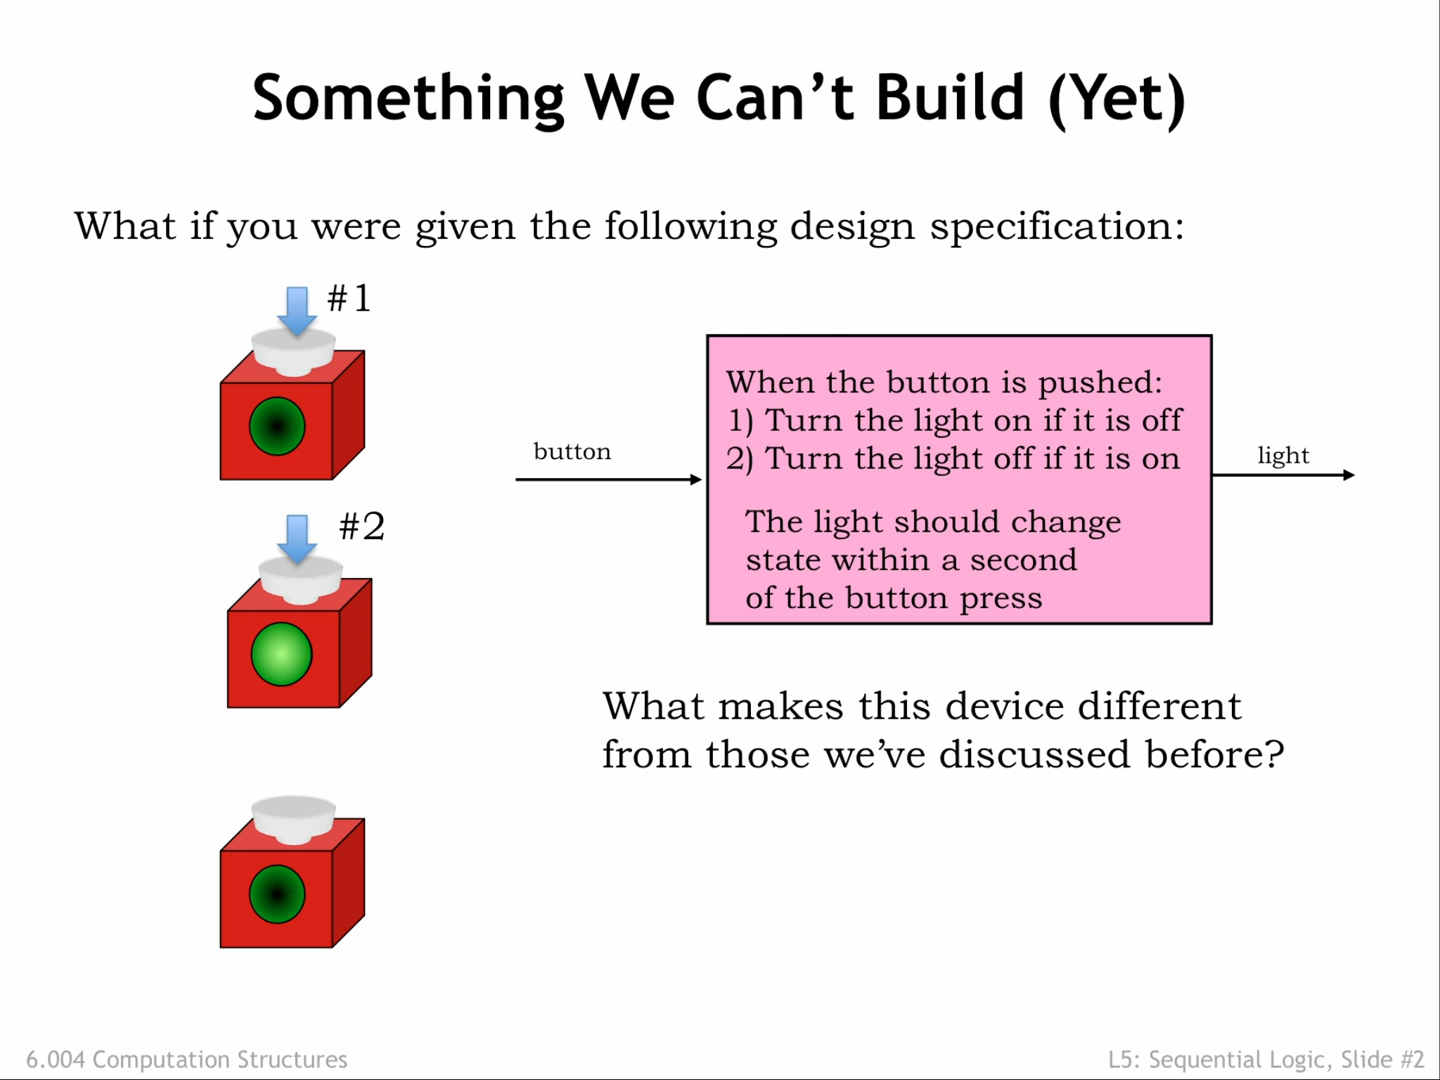 Something We Can’t Build (Yet)
What if you were given the following design specification:
#1
#2
button
When the button is pushed:
1) Turn the light on if it is off
2) Turn the light off if it is on
The light should change
state within a second
of the button press
light
What makes this device different
from those we’ve discussed before?
6.004 Computation Structures
L5: Sequential Logic, Slide #2